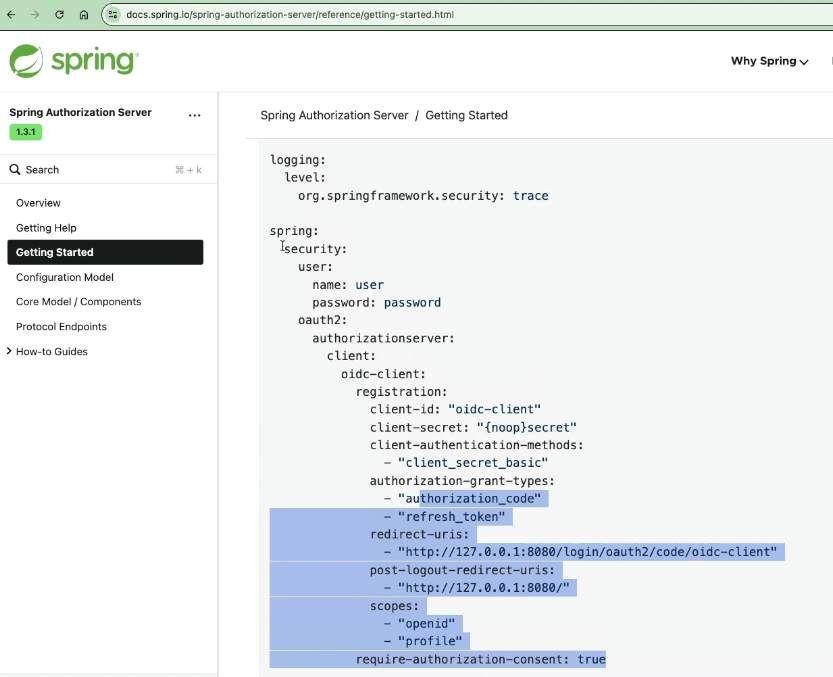 docs.spring.io/spring-authorization-server/reference/getting-started.html
spring
Why Spring
Spring Authorization Server
...
1.3.1
Search
⌘ + k
Overview
Getting Help
Getting Started
Configuration Model
Core Model / Components
Protocol Endpoints
How-to Guides
Spring Authorization Server / Getting Started
logging:
  level:
    org.springframework.security: trace
spring:
  security:
    user:
      name: user
      password: password
    oauth2:
      authorizationserver:
        client:
          oidc-client:
            registration:
              client-id: "oidc-client"
              client-secret: "{noop}secret"
              client-authentication-methods:
                - "client_secret_basic"
              authorization-grant-types:
                - "authorization_code"
                - "refresh_token"
              redirect-uris:
                - "http://127.0.0.1:8080/login/oauth2/code/oidc-client"
              post-logout-redirect-uris:
                - "http://127.0.0.1:8080/"
              scopes:
                - "openid"
                - "profile"
            require-authorization-consent: true